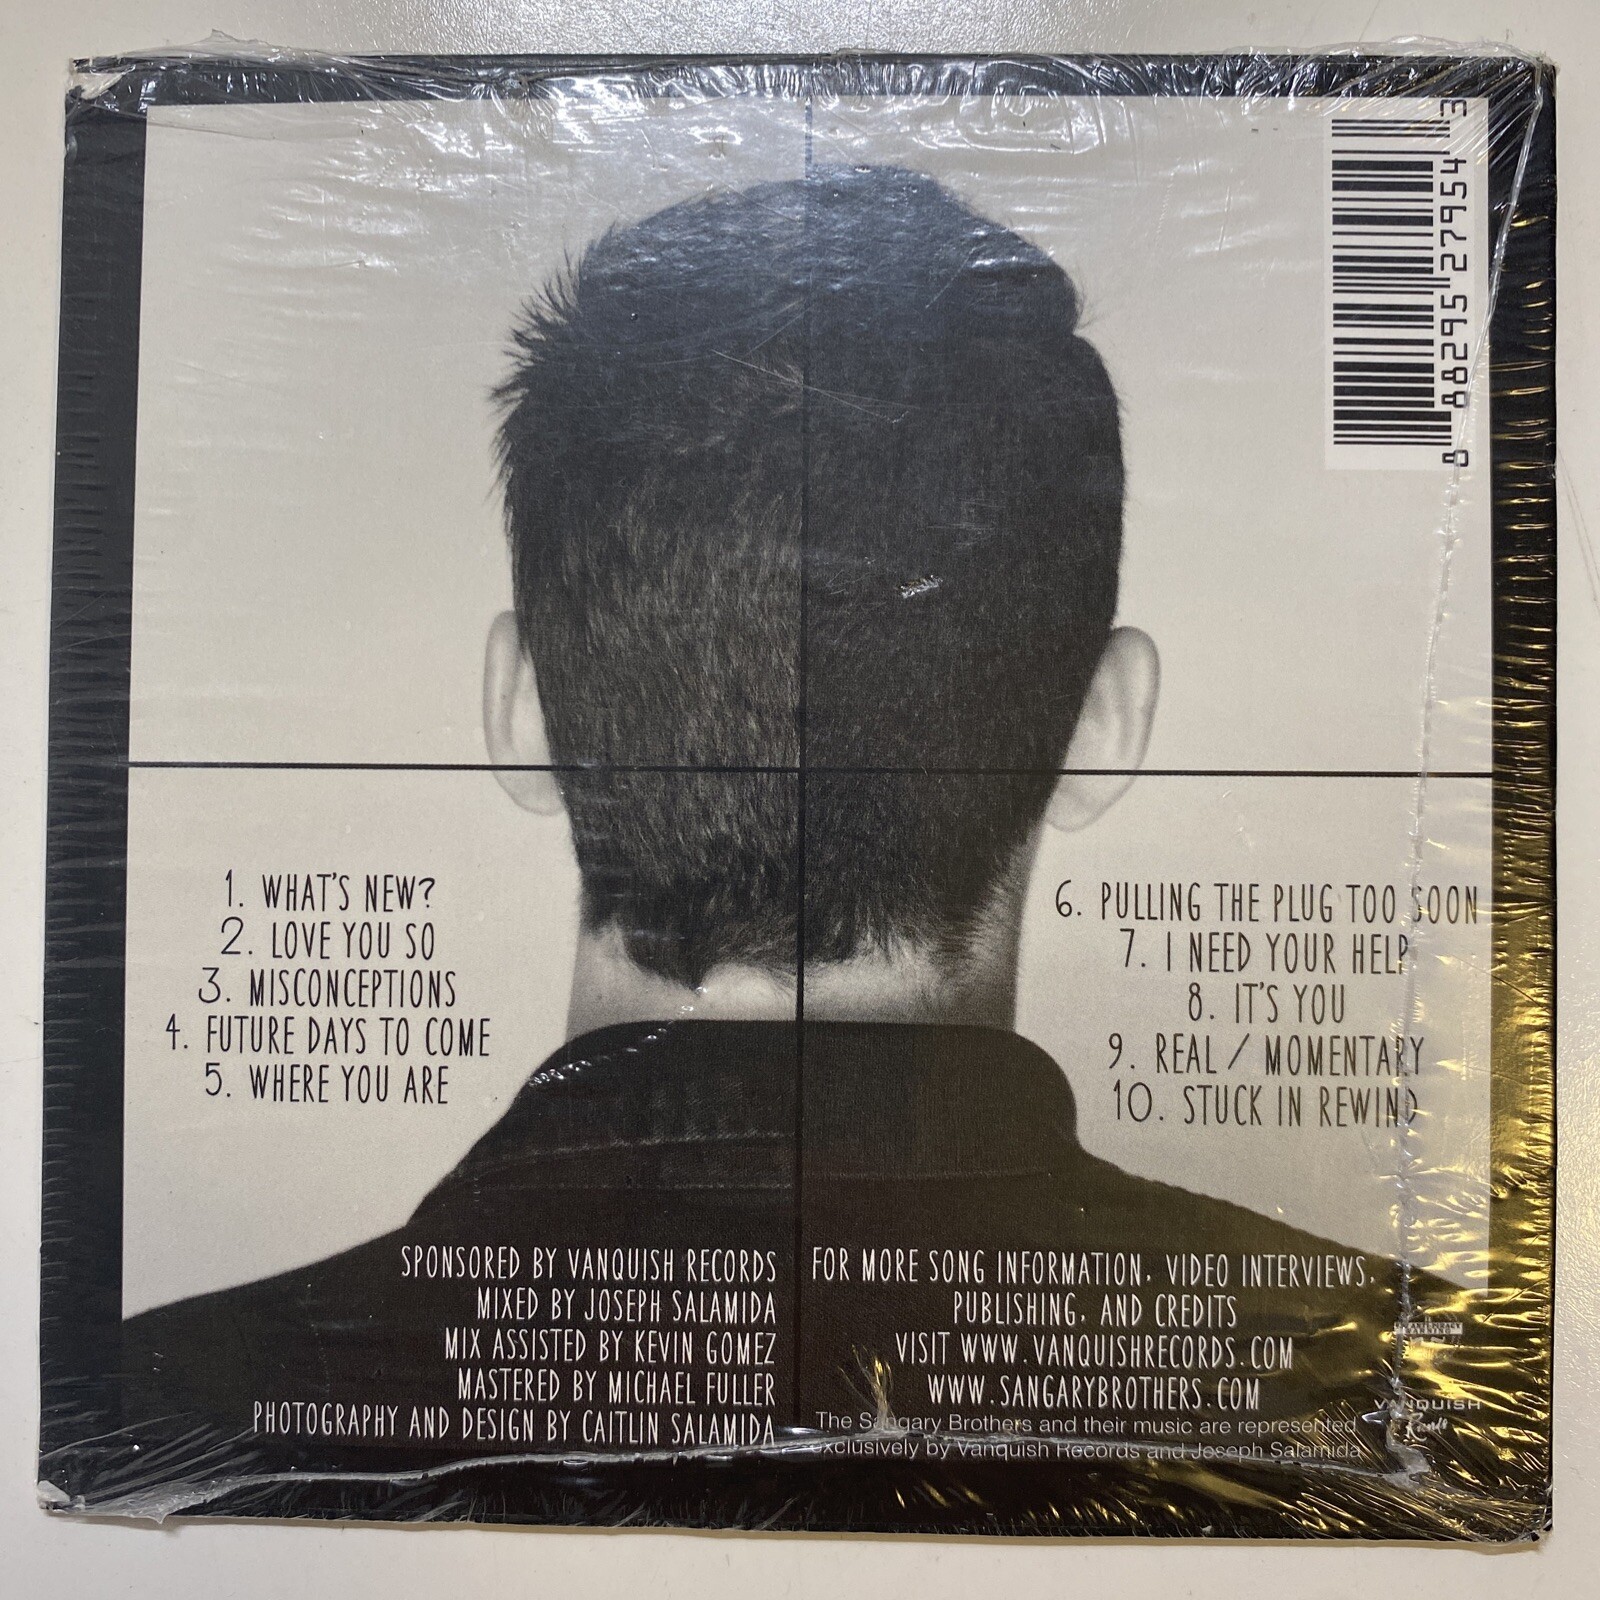 8 88295 27954 3
1. WHAT'S NEW?
2. LOVE YOU SO
3. MISCONCEPTIONS
4. FUTURE DAYS TO COME
5. WHERE YOU ARE
6. PULLING THE PLUG TOO SOON
7. I NEED YOUR HELP
8. IT'S YOU
9. REAL / MOMENTARY
10. STUCK IN REWIND
SPONSORED BY VANQUISH RECORDS
MIXED BY JOSEPH SALAMIDA
MIX ASSISTED BY KEVIN GOMEZ
MASTERED BY MICHAEL FULLER
PHOTOGRAPHY AND DESIGN BY CAITLIN SALAMIDA
FOR MORE SONG INFORMATION, VIDEO INTERVIEWS,
PUBLISHING, AND CREDITS
VISIT WWW.VANQUISHRECORDS.COM
WWW.SANGARYBROTHERS.COM
The Sangary Brothers and their music are represented
exclusively by Vanquish Records and Joseph Salamida
VANQUISH
Records